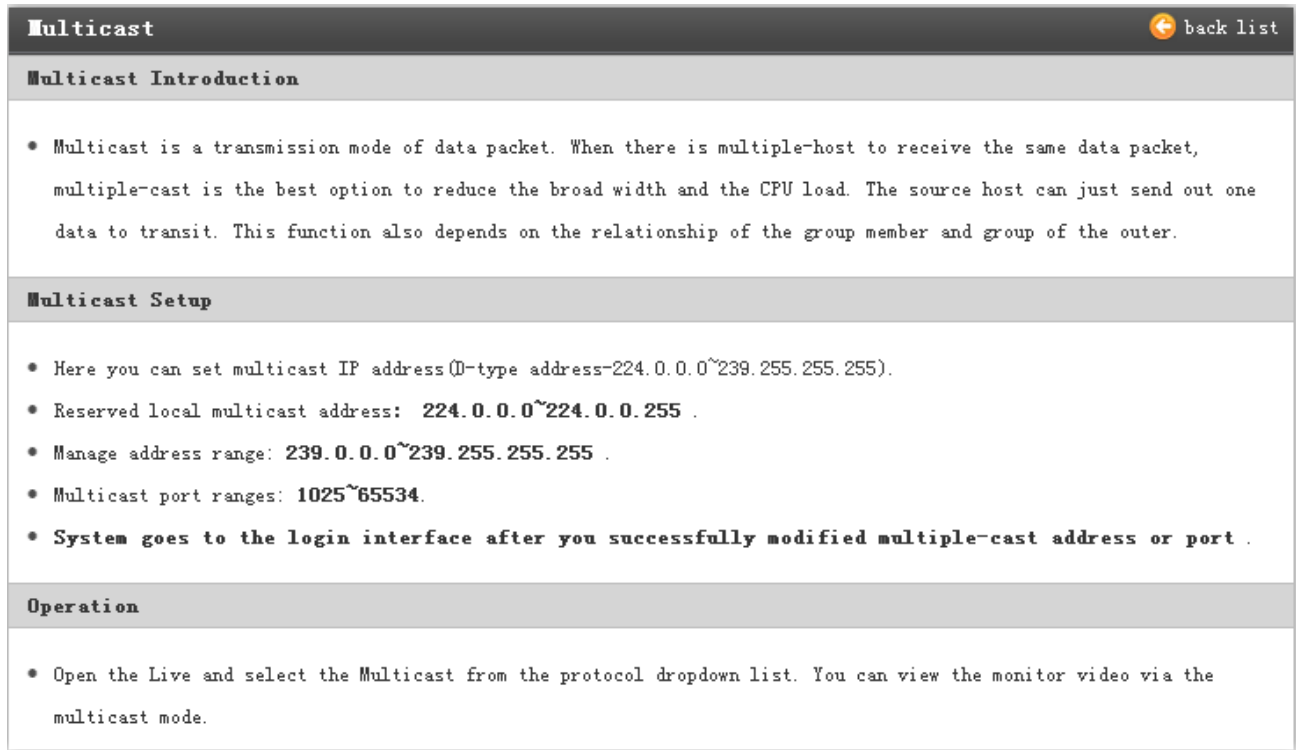 Multicast
back list
Multicast Introduction
• Multicast is a transmission mode of data packet. When there is multiple-host to receive the same data packet,
multiple-cast is the best option to reduce the broad width and the CPU load. The source host can just send out one
data to transit. This function also depends on the relationship of the group member and group of the outer.
Multicast Setup
• Here you can set multicast IP address(D-type address-224.0.0.0~239.255.255.255).
• Reserved local multicast address: 224.0.0.0~224.0.0.255 .
• Manage address range: 239.0.0.0~239.255.255.255 .
• Multicast port ranges: 1025~65534.
• System goes to the login interface after you successfully modified multiple-cast address or port .
Operation
• Open the Live and select the Multicast from the protocol dropdown list. You can view the monitor video via the
multicast mode.